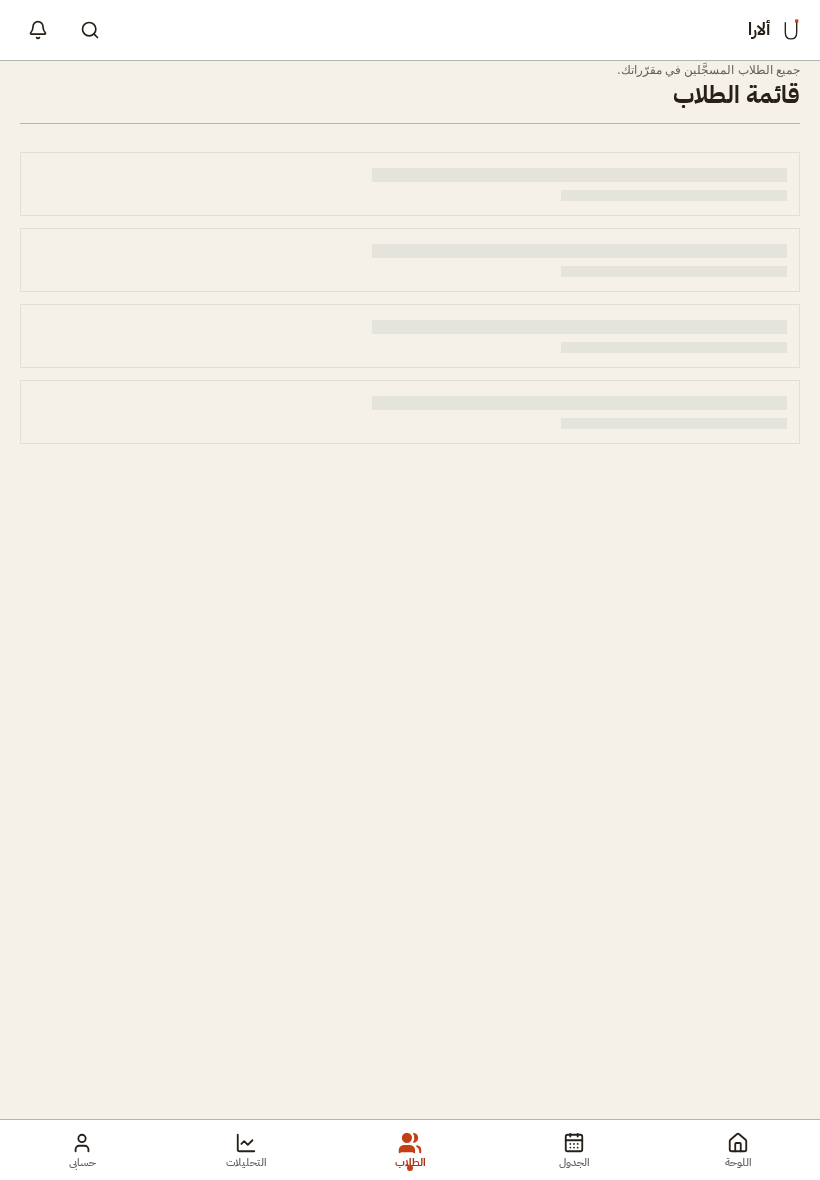 ألارا
جميع الطلاب المسجَّلين في مقرّراتك.
قائمة الطلاب
اللوحة
الجدول
الطلاب
التحليلات
حسابي